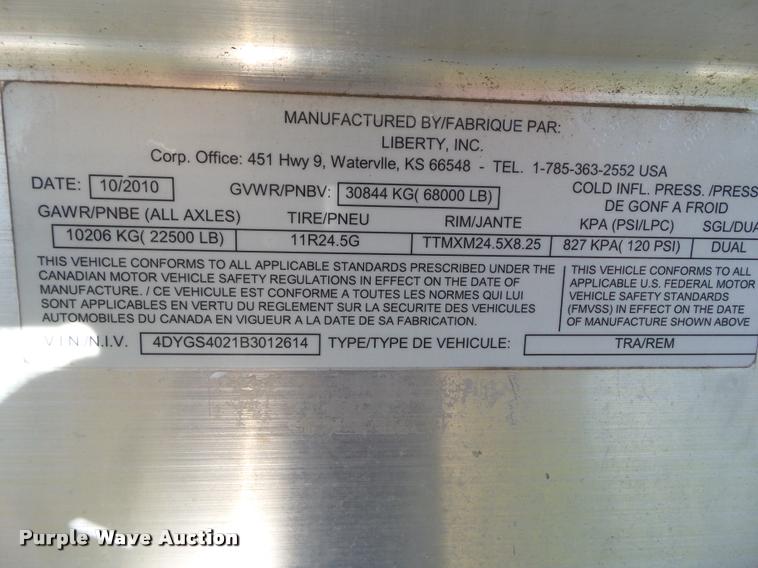 MANUFACTURED BY/FABRIQUE PAR:
LIBERTY, INC.
Corp. Office: 451 Hwy 9, Watervlle, KS 66548 - TEL. 1-785-363-2552 USA
DATE: 10/2010 GVWR/PNBV: 30844 KG( 68000 LB) COLD INFL. PRESS. /PRESS
DE GONF A FROID
GAWR/PNBE (ALL AXLES) TIRE/PNEU RIM/JANTE KPA (PSI/LPC) SGL/DUA
10206 KG( 22500 LB) 11R24.5G TTMXM24.5X8.25 827 KPA( 120 PSI) DUAL
THIS VEHICLE CONFORMS TO ALL APPLICABLE STANDARDS PRESCRIBED UNDER THE
CANADIAN MOTOR VEHICLE SAFETY REGULATIONS IN EFFECT ON THE DATE OF
MANUFACTURE. / CE VEHICULE EST CONFORME A TOUTES LES NORMES QUI LUI
SONT APPLICABLES EN VERTU DU REGLEMENT SUR LA SECURITE DES VEHICULES
AUTOMOBILES DU CANADA EN VIGUEUR A LA DATE DE SA FABRICATION.
THIS VEHICLE CONFORMS TO ALL
APPLICABLE U.S. FEDERAL MOTOR
VEHICLE SAFETY STANDARDS
(FMVSS) IN EFFECT ON THE DATE
OF MANUFACTURE SHOWN ABOVE
V.I.N./N.I.V. 4DYGS4021B3012614 TYPE/TYPE DE VEHICULE: TRA/REM
Purple Wave Auction